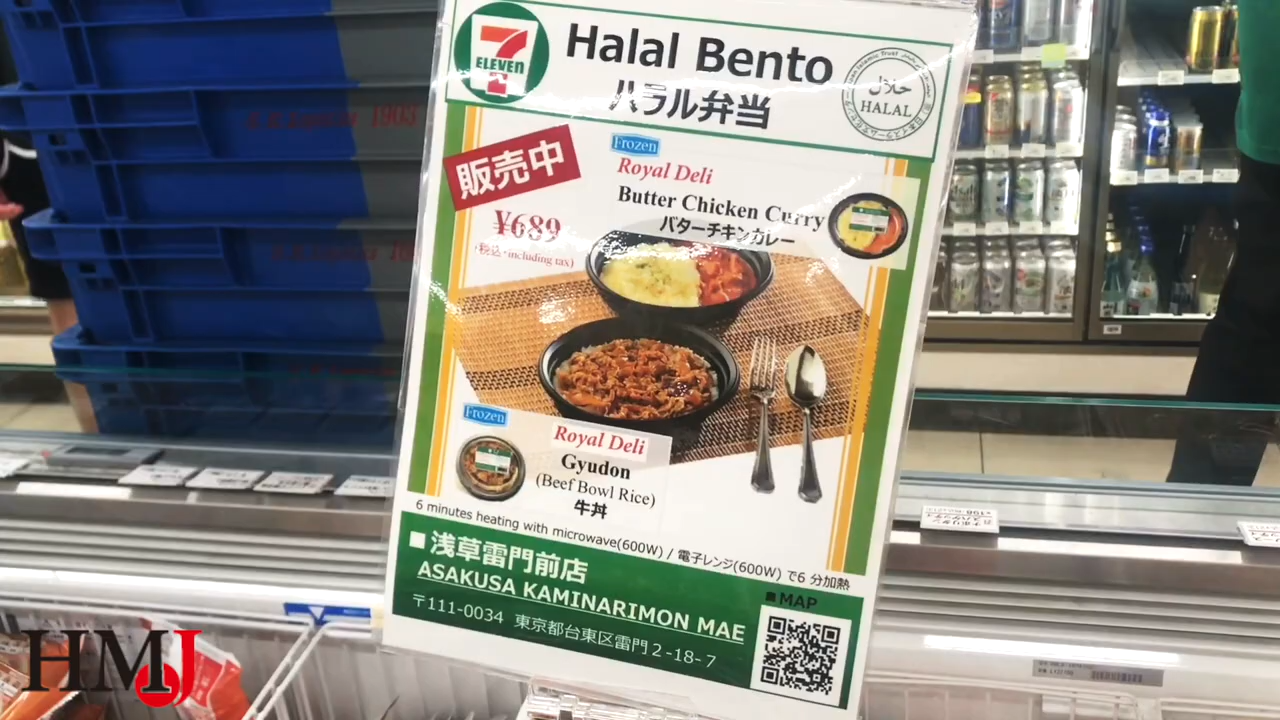 7
ELEVEN
Halal Bento
ハラル弁当
حلال
HALAL
販売中
¥689
(税込・including tax)
Frozen
Royal Deli
Butter Chicken Curry
バターチキンカレー
Frozen
Royal Deli
Gyudon
(Beef Bowl Rice)
牛丼
6 minutes heating with microwave(600W) / 電子レンジ(600W) で6 分加熱
■浅草雷門前店
ASAKUSA KAMINARIMON MAE
〒111-0034 東京都台東区雷門2-18-7
■MAP
HMJ